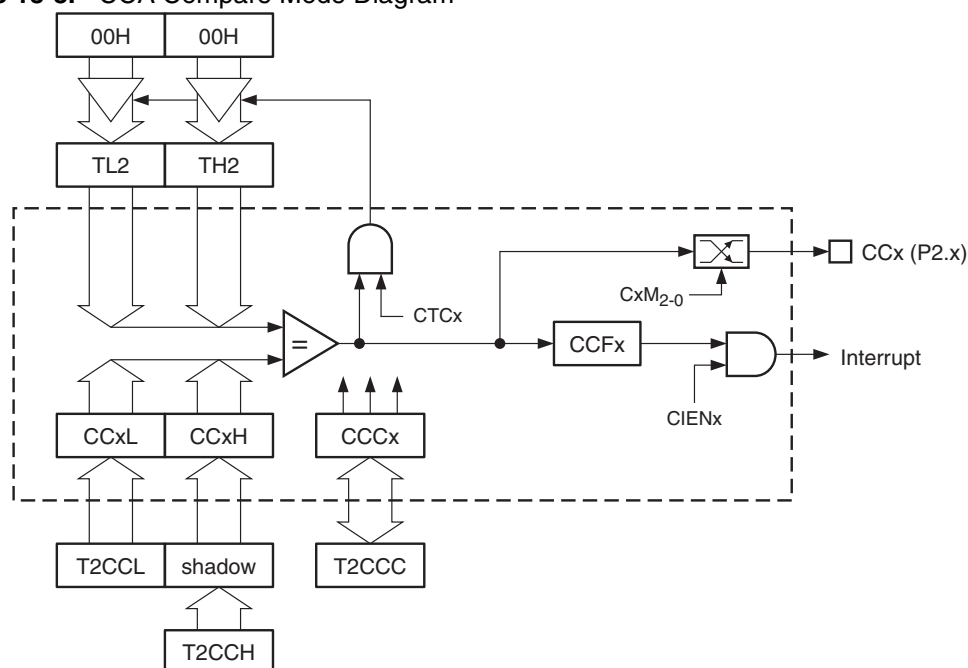 CCA Compare Mode Diagram
00H 00H
TL2 TH2
CCx (P2.x)
CxM2-0
CTCx
=
CCFx
Interrupt
CIENx
CCxL CCxH CCCx
T2CCL shadow T2CCC
T2CCH